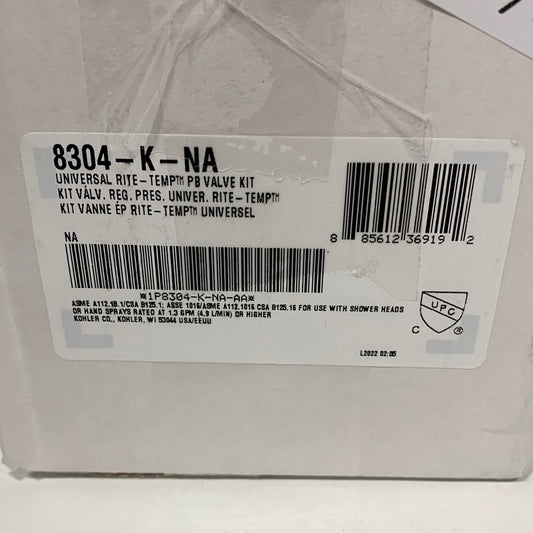 8304-K-NA
UNIVERSAL RITE-TEMP™ PB VALVE KIT
KIT VÁLV. REG. PRES. UNIVER. RITE-TEMP™
KIT VANNE ÉP RITE-TEMP™ UNIVERSEL
8 85612 36919 2
NA
*1P8304-K-NA-AA*
ASME A112.18.1/CSA B125.1; ASSE 1016/ASME A112.1016 CSA B125.16 FOR USE WITH SHOWER HEADS
OR HAND SPRAYS RATED AT 1.3 GPM (4.9 L/MIN) OR HIGHER
KOHLER CO., KOHLER, WI 53044 USA/EEUU
UPC
C ®
L2022 02:05